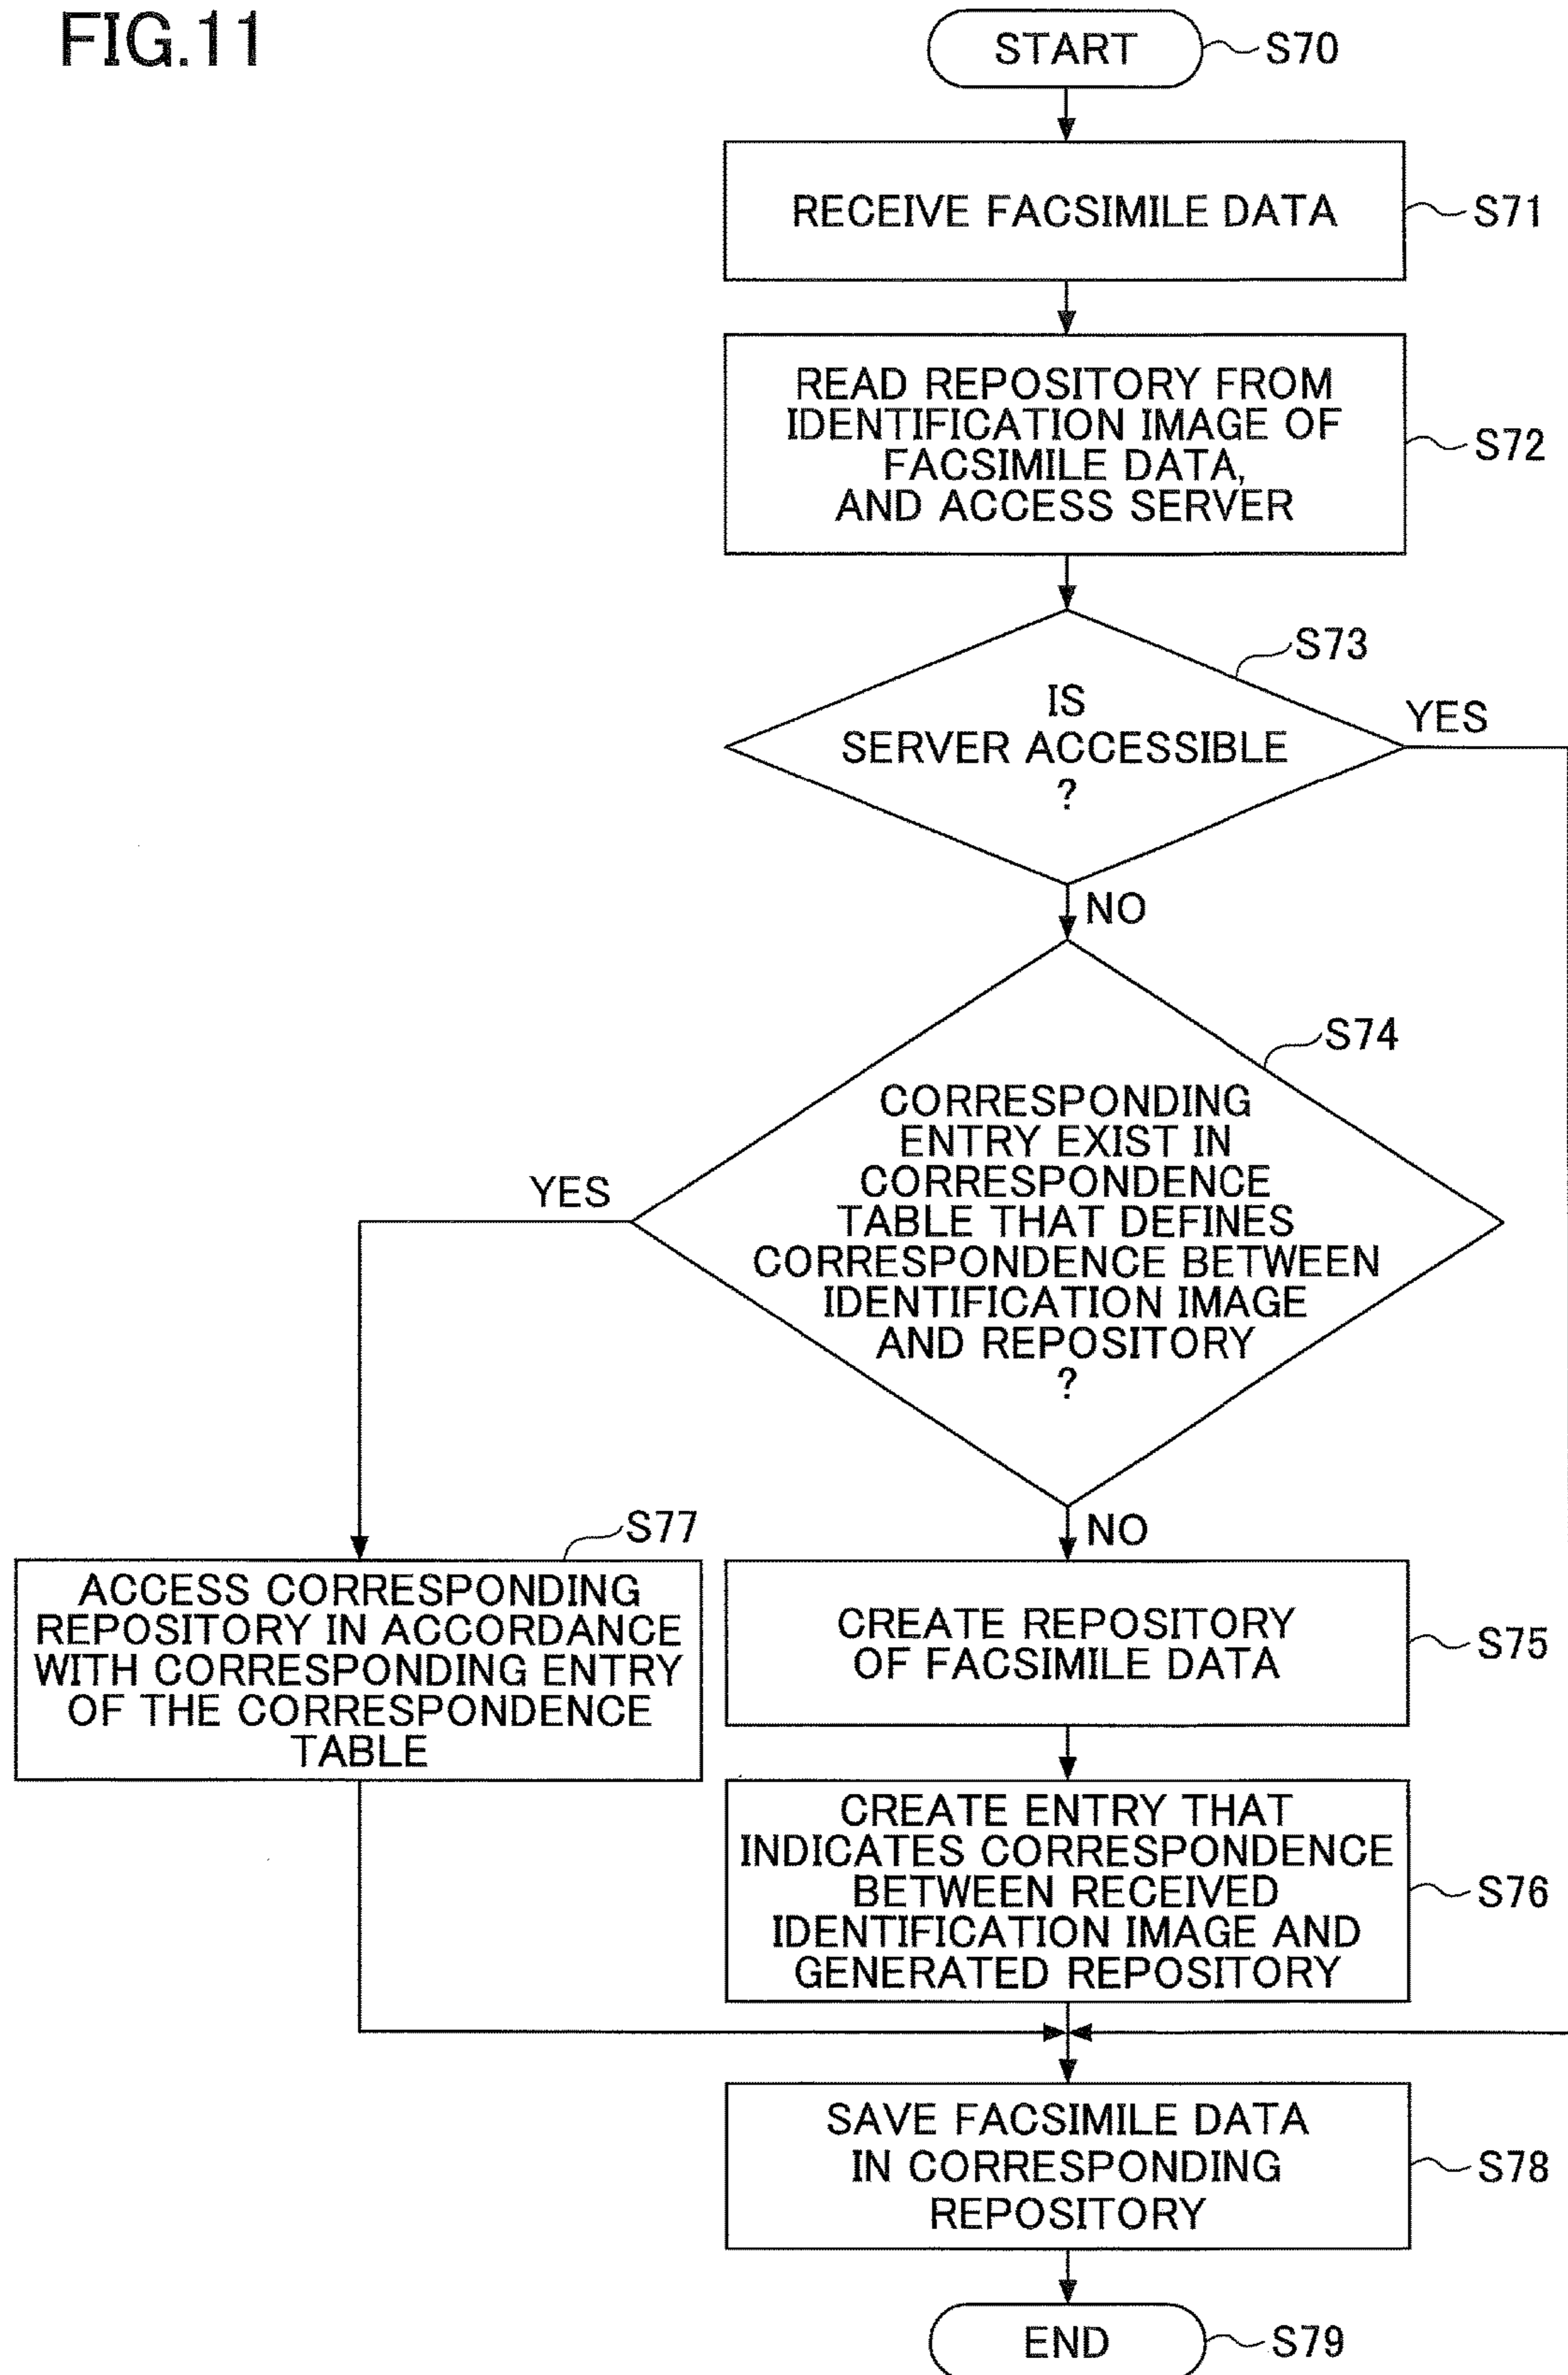 FIG.11
START
S70
RECEIVE FACSIMILE DATA
S71
READ REPOSITORY FROM
IDENTIFICATION IMAGE OF
FACSIMILE DATA,
AND ACCESS SERVER
S72
S73
IS
SERVER ACCESSIBLE
?
YES
NO
S74
CORRESPONDING
ENTRY EXIST IN
CORRESPONDENCE
TABLE THAT DEFINES
CORRESPONDENCE BETWEEN
IDENTIFICATION IMAGE
AND REPOSITORY
?
YES
NO
S77
ACCESS CORRESPONDING
REPOSITORY IN ACCORDANCE
WITH CORRESPONDING ENTRY
OF THE CORRESPONDENCE
TABLE
CREATE REPOSITORY
OF FACSIMILE DATA
S75
CREATE ENTRY THAT
INDICATES CORRESPONDENCE
BETWEEN RECEIVED
IDENTIFICATION IMAGE AND
GENERATED REPOSITORY
S76
SAVE FACSIMILE DATA
IN CORRESPONDING
REPOSITORY
S78
END
S79